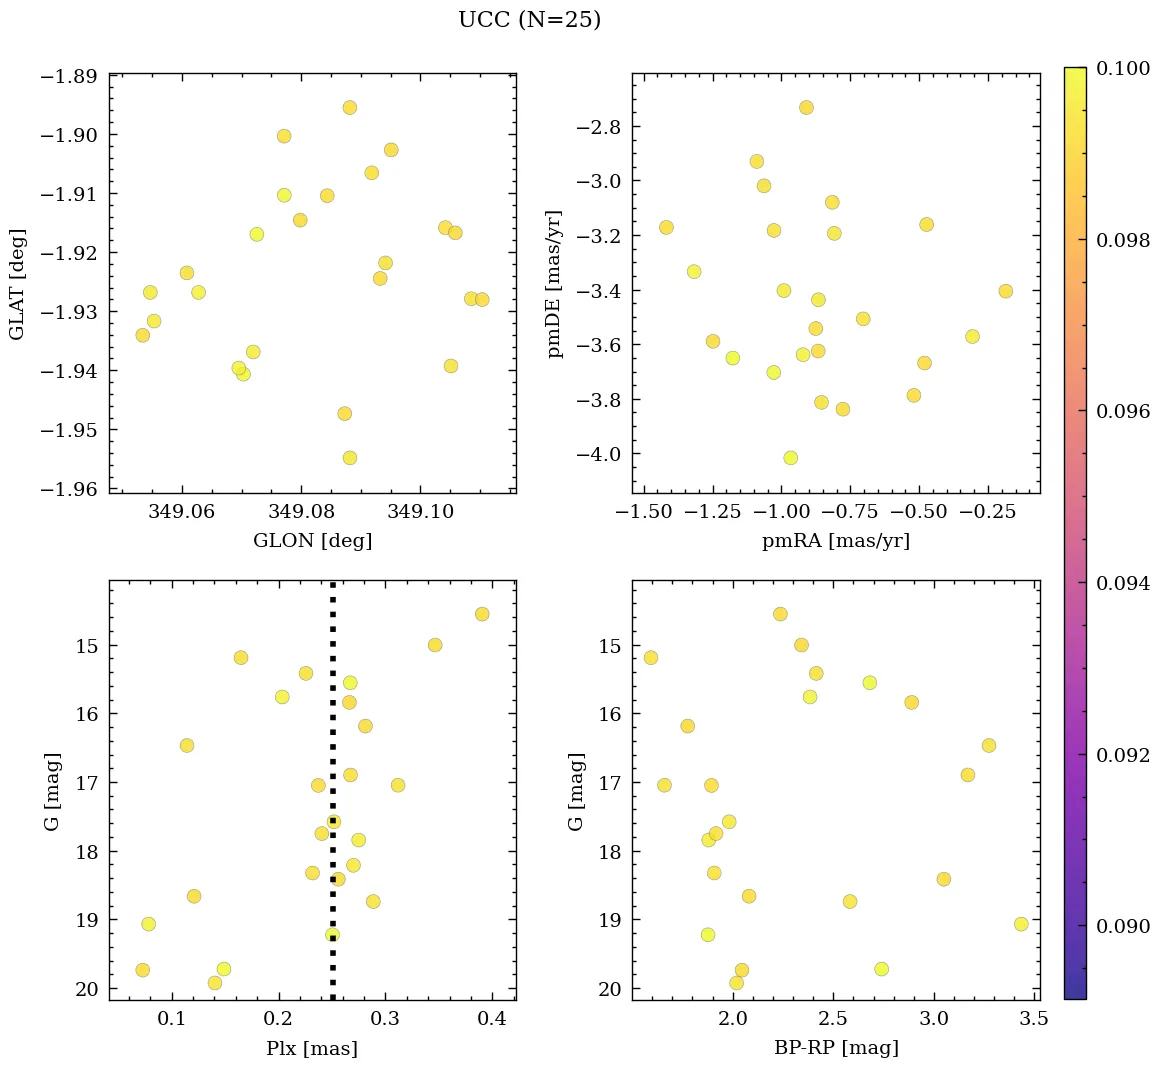 UCC (N=25)
−1.89
−1.90
−1.91
−1.92
−1.93
−1.94
−1.95
−1.96
GLAT [deg]
349.06 349.08 349.10
GLON [deg]
−2.8
−3.0
−3.2
−3.4
−3.6
−3.8
−4.0
pmDE [mas/yr]
−1.50 −1.25 −1.00 −0.75 −0.50 −0.25
pmRA [mas/yr]
15
16
17
18
19
20
G [mag]
0.1 0.2 0.3 0.4
Plx [mas]
15
16
17
18
19
20
G [mag]
2.0 2.5 3.0 3.5
BP-RP [mag]
0.100
0.098
0.096
0.094
0.092
0.090